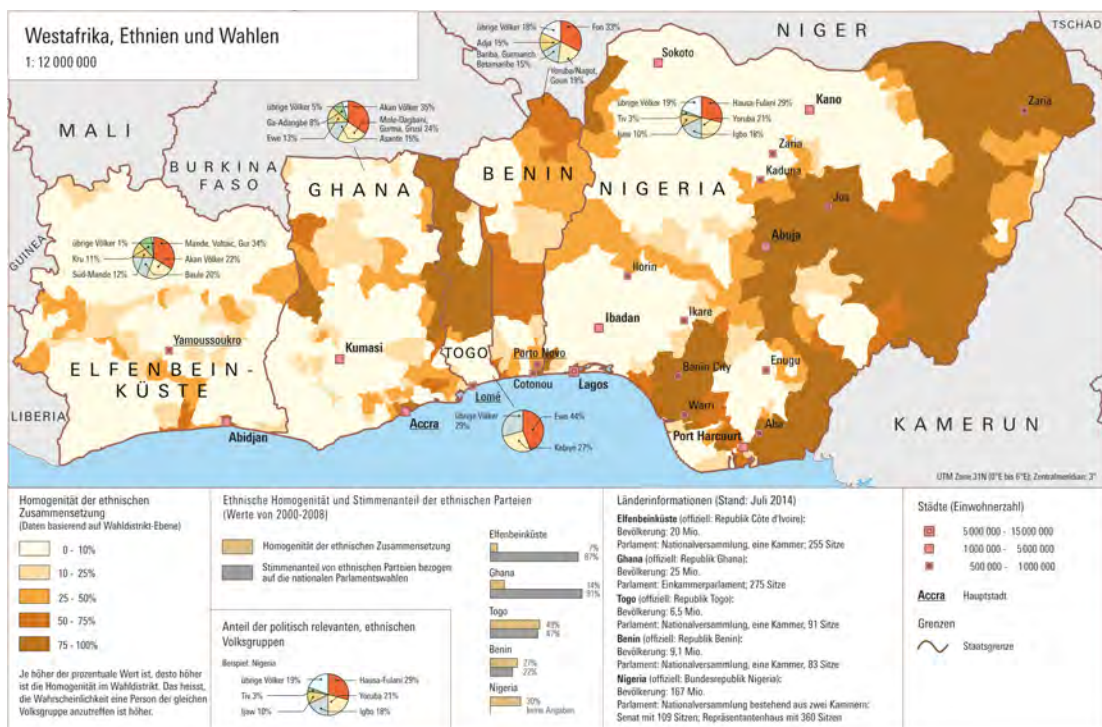 Westafrika, Ethnien und Wahlen
1: 12 000 000
MALI
BURKINA
FASO
NIGER
TSCHAD
GUINEA
LIBERIA
KAMERUN
GHANA
BENIN
NIGERIA
TOGO
ELFENBEIN-
KÜSTE
übrige Völker 18%
Fon 33%
Adja 15%
Bariba, Gurmanch
Betamaribe 15%
Yoruba/Nagot,
Goun 19%
übrige Völker 5%
Akan Völker 35%
Ga-Adangbe 8%
Mole-Dagbani,
Gurma, Grusi 24%
Ewe 13%
Asante 15%
übrige Völker 19%
Hausa-Fulani 29%
Tiv 3%
Yoruba 21%
Ijaw 10%
Igbo 18%
übrige Völker 1%
Mande, Voltaic, Gur 34%
Kru 11%
Akan Völker 22%
Süd-Mande 12%
Baule 20%
übrige Völker
29%
Ewe 44%
Kabiyé 27%
Sokoto
Kano
Zaria
Zaria
Kaduna
Jos
Abuja
Ilorin
Ibadan
Ikare
Enugu
Benin City
Warri
Aba
Port Harcourt
Lagos
Porto Novo
Cotonou
Lomé
Accra
Kumasi
Yamoussoukro
Abidjan
UTM Zone 31N (0°E bis 6°E); Zentralmeridian: 3°
Homogenität der ethnischen
Zusammensetzung
(Daten basierend auf Wahldistrikt-Ebene)
0 - 10%
10 - 25%
25 - 50%
50 - 75%
75 - 100%
Je höher der prozentuale Wert ist, desto höher
ist die Homogenität im Wahldistrikt. Das heisst,
die Wahrscheinlichkeit eine Person der gleichen
Volksgruppe anzutreffen ist höher.
Ethnische Homogenität und Stimmenanteil der ethnischen Parteien
(Werte von 2000-2008)
Homogenität der ethnischen Zusammensetzung
Stimmenanteil von ethnischen Parteien bezogen
auf die nationalen Parlamentswahlen
Elfenbeinküste
7%
87%
Ghana
14%
91%
Togo
49%
47%
Benin
27%
22%
Nigeria
30%
keine Angaben
Anteil der politisch relevanten, ethnischen
Volksgruppen
Beispiel: Nigeria
übrige Völker 19%
Hausa-Fulani 29%
Tiv 3%
Yoruba 21%
Ijaw 10%
Igbo 18%
Länderinformationen (Stand: Juli 2014)
Elfenbeinküste (offiziell: Republik Côte d'Ivoire):
Bevölkerung: 20 Mio.
Parlament: Nationalversammlung, eine Kammer; 255 Sitze
Ghana (offiziell: Republik Ghana):
Bevölkerung: 25 Mio.
Parlament: Einkammerparlament; 275 Sitze
Togo (offiziell: Republik Togo):
Bevölkerung: 6,5 Mio.
Parlament: Nationalversammlung, eine Kammer, 91 Sitze
Benin (offiziell: Republik Benin):
Bevölkerung: 9,1 Mio.
Parlament: Nationalversammlung, eine Kammer, 83 Sitze
Nigeria (offiziell: Bundesrepublik Nigeria):
Bevölkerung: 167 Mio.
Parlament: Nationalversammlung bestehend aus zwei Kammern:
Senat mit 109 Sitzen; Repräsentantenhaus mit 360 Sitzen
Städte (Einwohnerzahl)
5 000 000 - 15 000 000
1 000 000 - 5 000 000
500 000 - 1 000 000
Accra Hauptstadt
Grenzen
Staatsgrenze